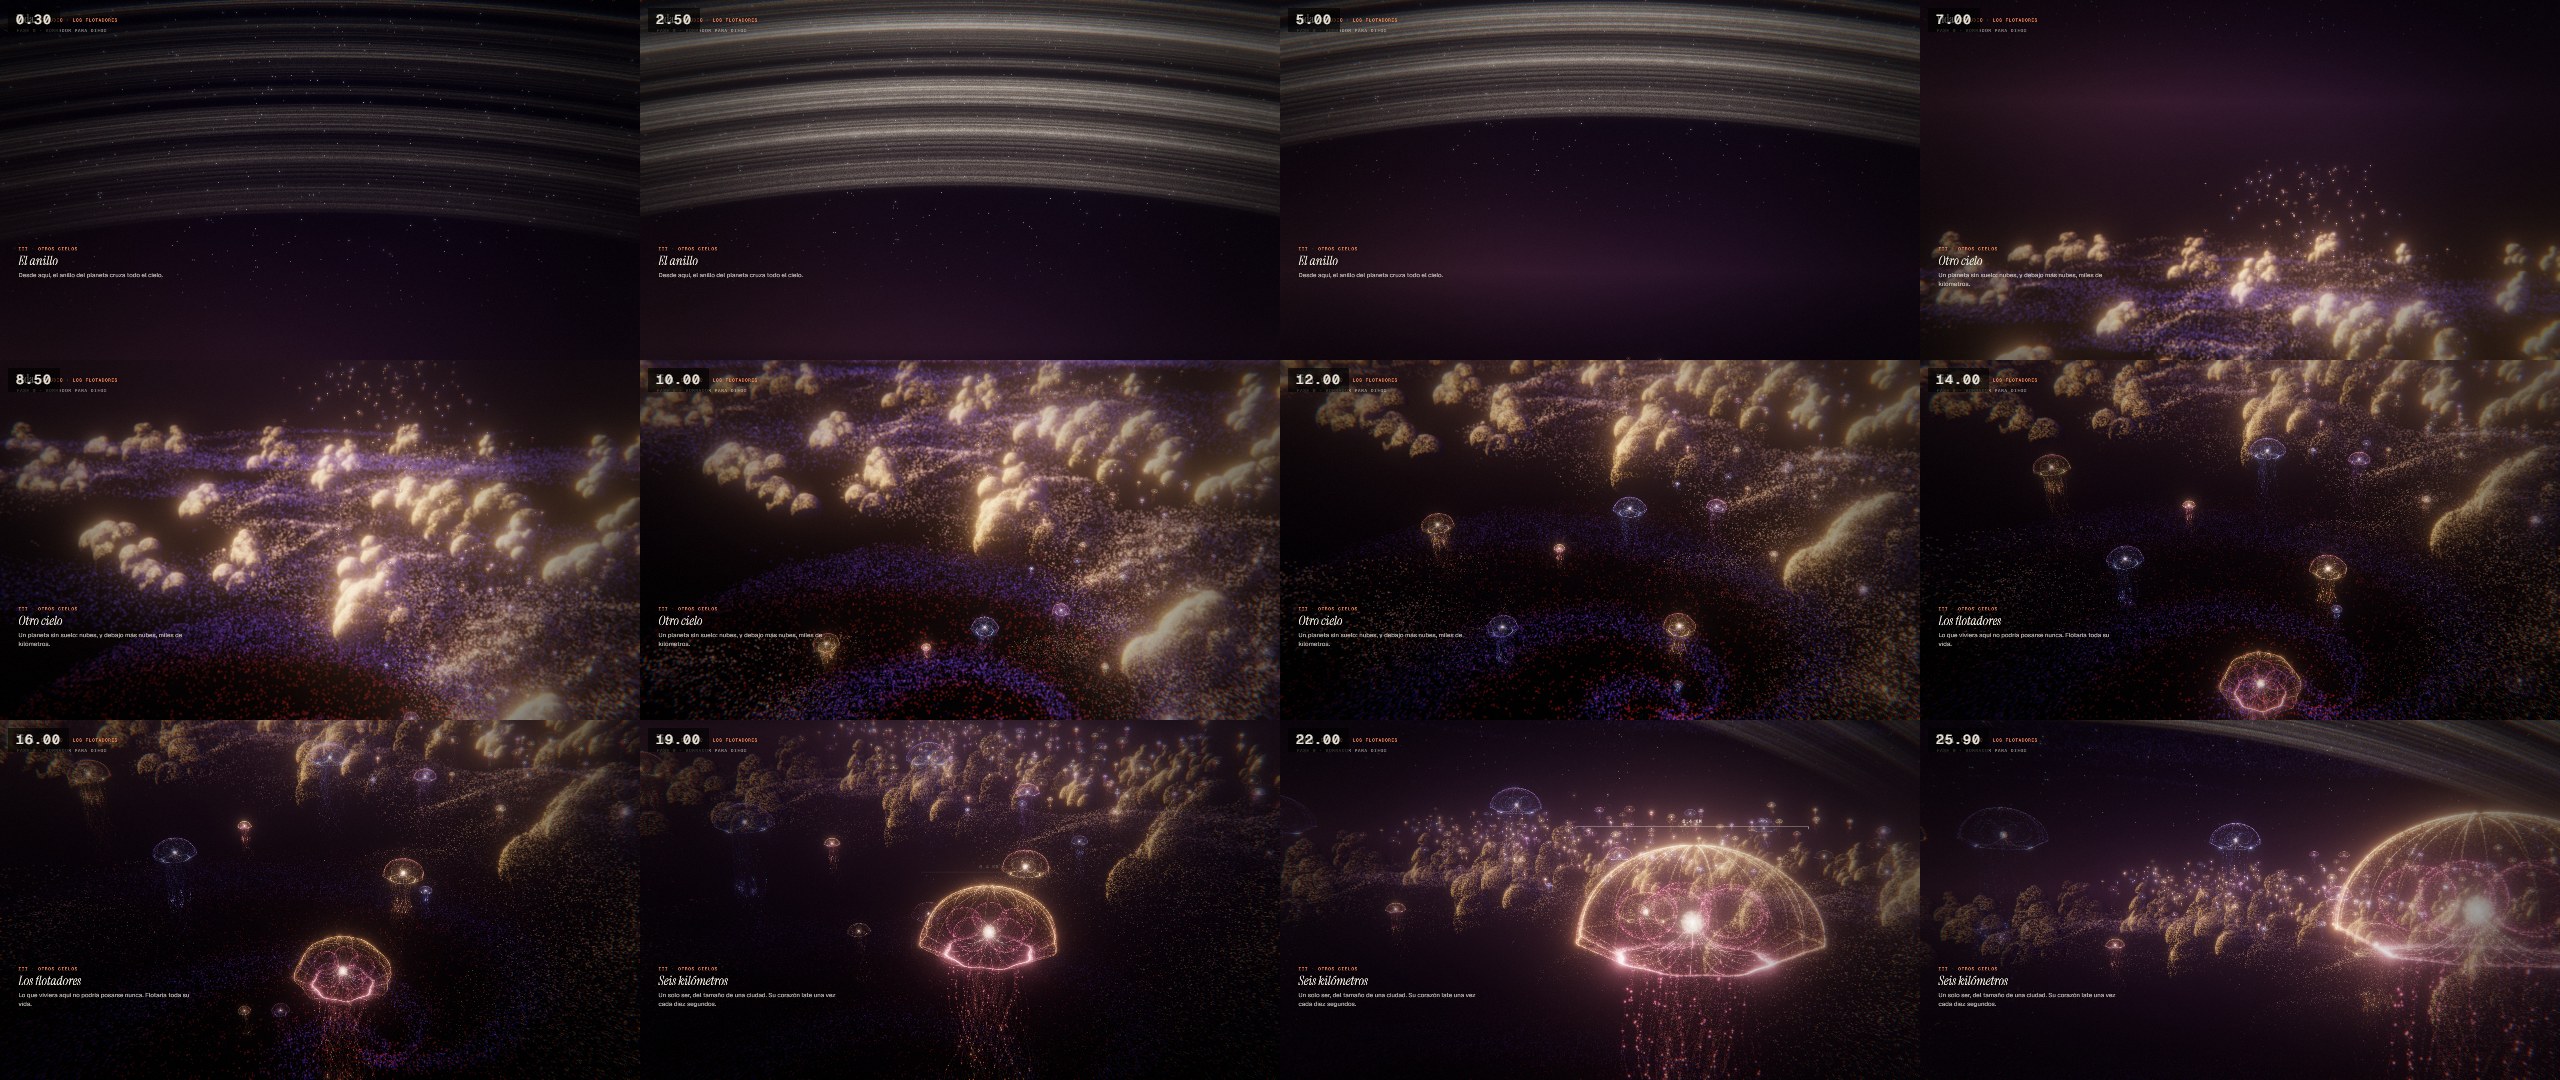 0.30
LOS FLOTADORES
PARA DIEGO
III · OTROS CIELOS
El anillo
Desde aquí, el anillo del planeta cruza todo el cielo.
2.50
LOS FLOTADORES
III · OTROS CIELOS
El anillo
Desde aquí, el anillo del planeta cruza todo el cielo.
5.00
LOS FLOTADORES
III · OTROS CIELOS
El anillo
Desde aquí, el anillo del planeta cruza todo el cielo.
7.00
LOS FLOTADORES
III · OTROS CIELOS
Otro cielo
Un planeta sin suelo: nubes, y debajo más nubes, miles de
kilómetros.
8.50
LOS FLOTADORES
III · OTROS CIELOS
Otro cielo
Un planeta sin suelo: nubes, y debajo más nubes, miles de
kilómetros.
10.00
LOS FLOTADORES
III · OTROS CIELOS
Otro cielo
Un planeta sin suelo: nubes, y debajo más nubes, miles de
kilómetros.
12.00
LOS FLOTADORES
III · OTROS CIELOS
Otro cielo
Un planeta sin suelo: nubes, y debajo más nubes, miles de
kilómetros.
14.00
LOS FLOTADORES
III · OTROS CIELOS
Los flotadores
Lo que viviera aquí no podría posarse nunca. Flotaría toda su
vida.
16.00
LOS FLOTADORES
III · OTROS CIELOS
Los flotadores
Lo que viviera aquí no podría posarse nunca. Flotaría toda su
vida.
19.00
LOS FLOTADORES
III · OTROS CIELOS
Seis kilómetros
Un solo ser, del tamaño de una ciudad. Su corazón late una vez
cada diez segundos.
22.00
LOS FLOTADORES
III · OTROS CIELOS
Seis kilómetros
Un solo ser, del tamaño de una ciudad. Su corazón late una vez
cada diez segundos.
25.90
LOS FLOTADORES
III · OTROS CIELOS
Seis kilómetros
Un solo ser, del tamaño de una ciudad. Su corazón late una vez
cada diez segundos.